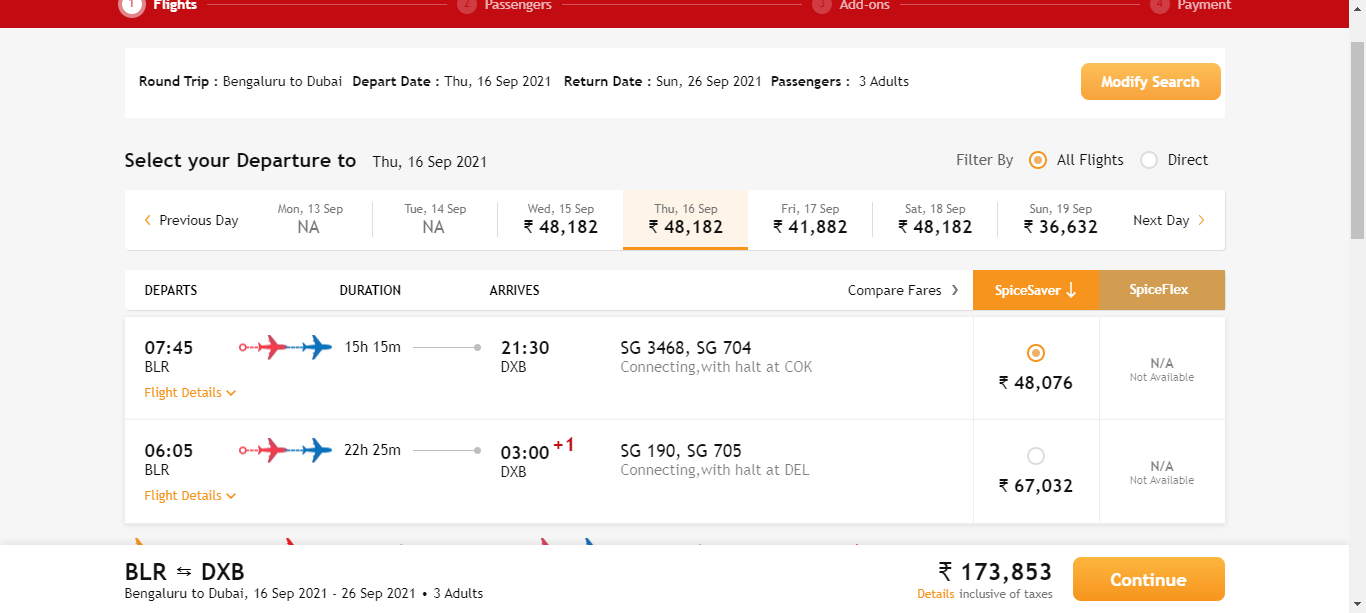 1 Flights 2 Passengers 3 Add-ons 4 Payment
Round Trip : Bengaluru to Dubai Depart Date : Thu, 16 Sep 2021 Return Date : Sun, 26 Sep 2021 Passengers : 3 Adults Modify Search
Select your Departure to Thu, 16 Sep 2021 Filter By All Flights Direct
Mon, 13 Sep Tue, 14 Sep Wed, 15 Sep Thu, 16 Sep Fri, 17 Sep Sat, 18 Sep Sun, 19 Sep
Previous Day NA NA ₹ 48,182 ₹ 48,182 ₹ 41,882 ₹ 48,182 ₹ 36,632 Next Day
DEPARTS DURATION ARRIVES Compare Fares SpiceSaver SpiceFlex
07:45 15h 15m 21:30 SG 3468, SG 704
BLR DXB Connecting,with halt at COK N/A
₹ 48,076 Not Available
Flight Details
06:05 22h 25m 03:00 +1 SG 190, SG 705
BLR DXB Connecting,with halt at DEL N/A
₹ 67,032 Not Available
Flight Details
BLR ⇆ DXB ₹ 173,853 Continue
Bengaluru to Dubai, 16 Sep 2021 - 26 Sep 2021 • 3 Adults Details inclusive of taxes